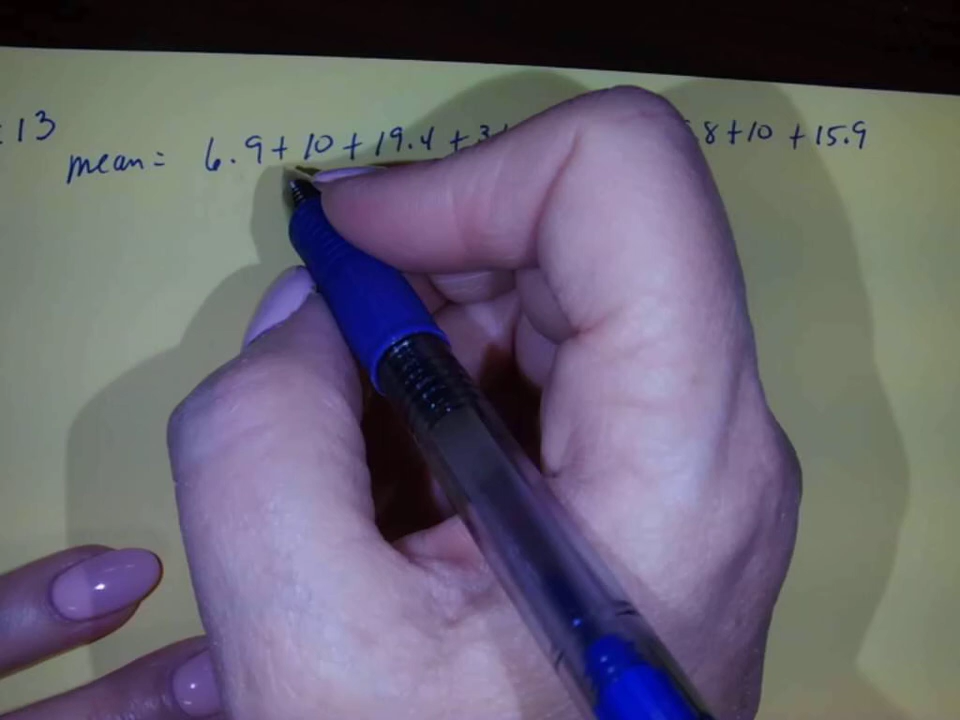 13
mean = 6.9 + 10 + 19.4 + 8 + 10 + 15.9